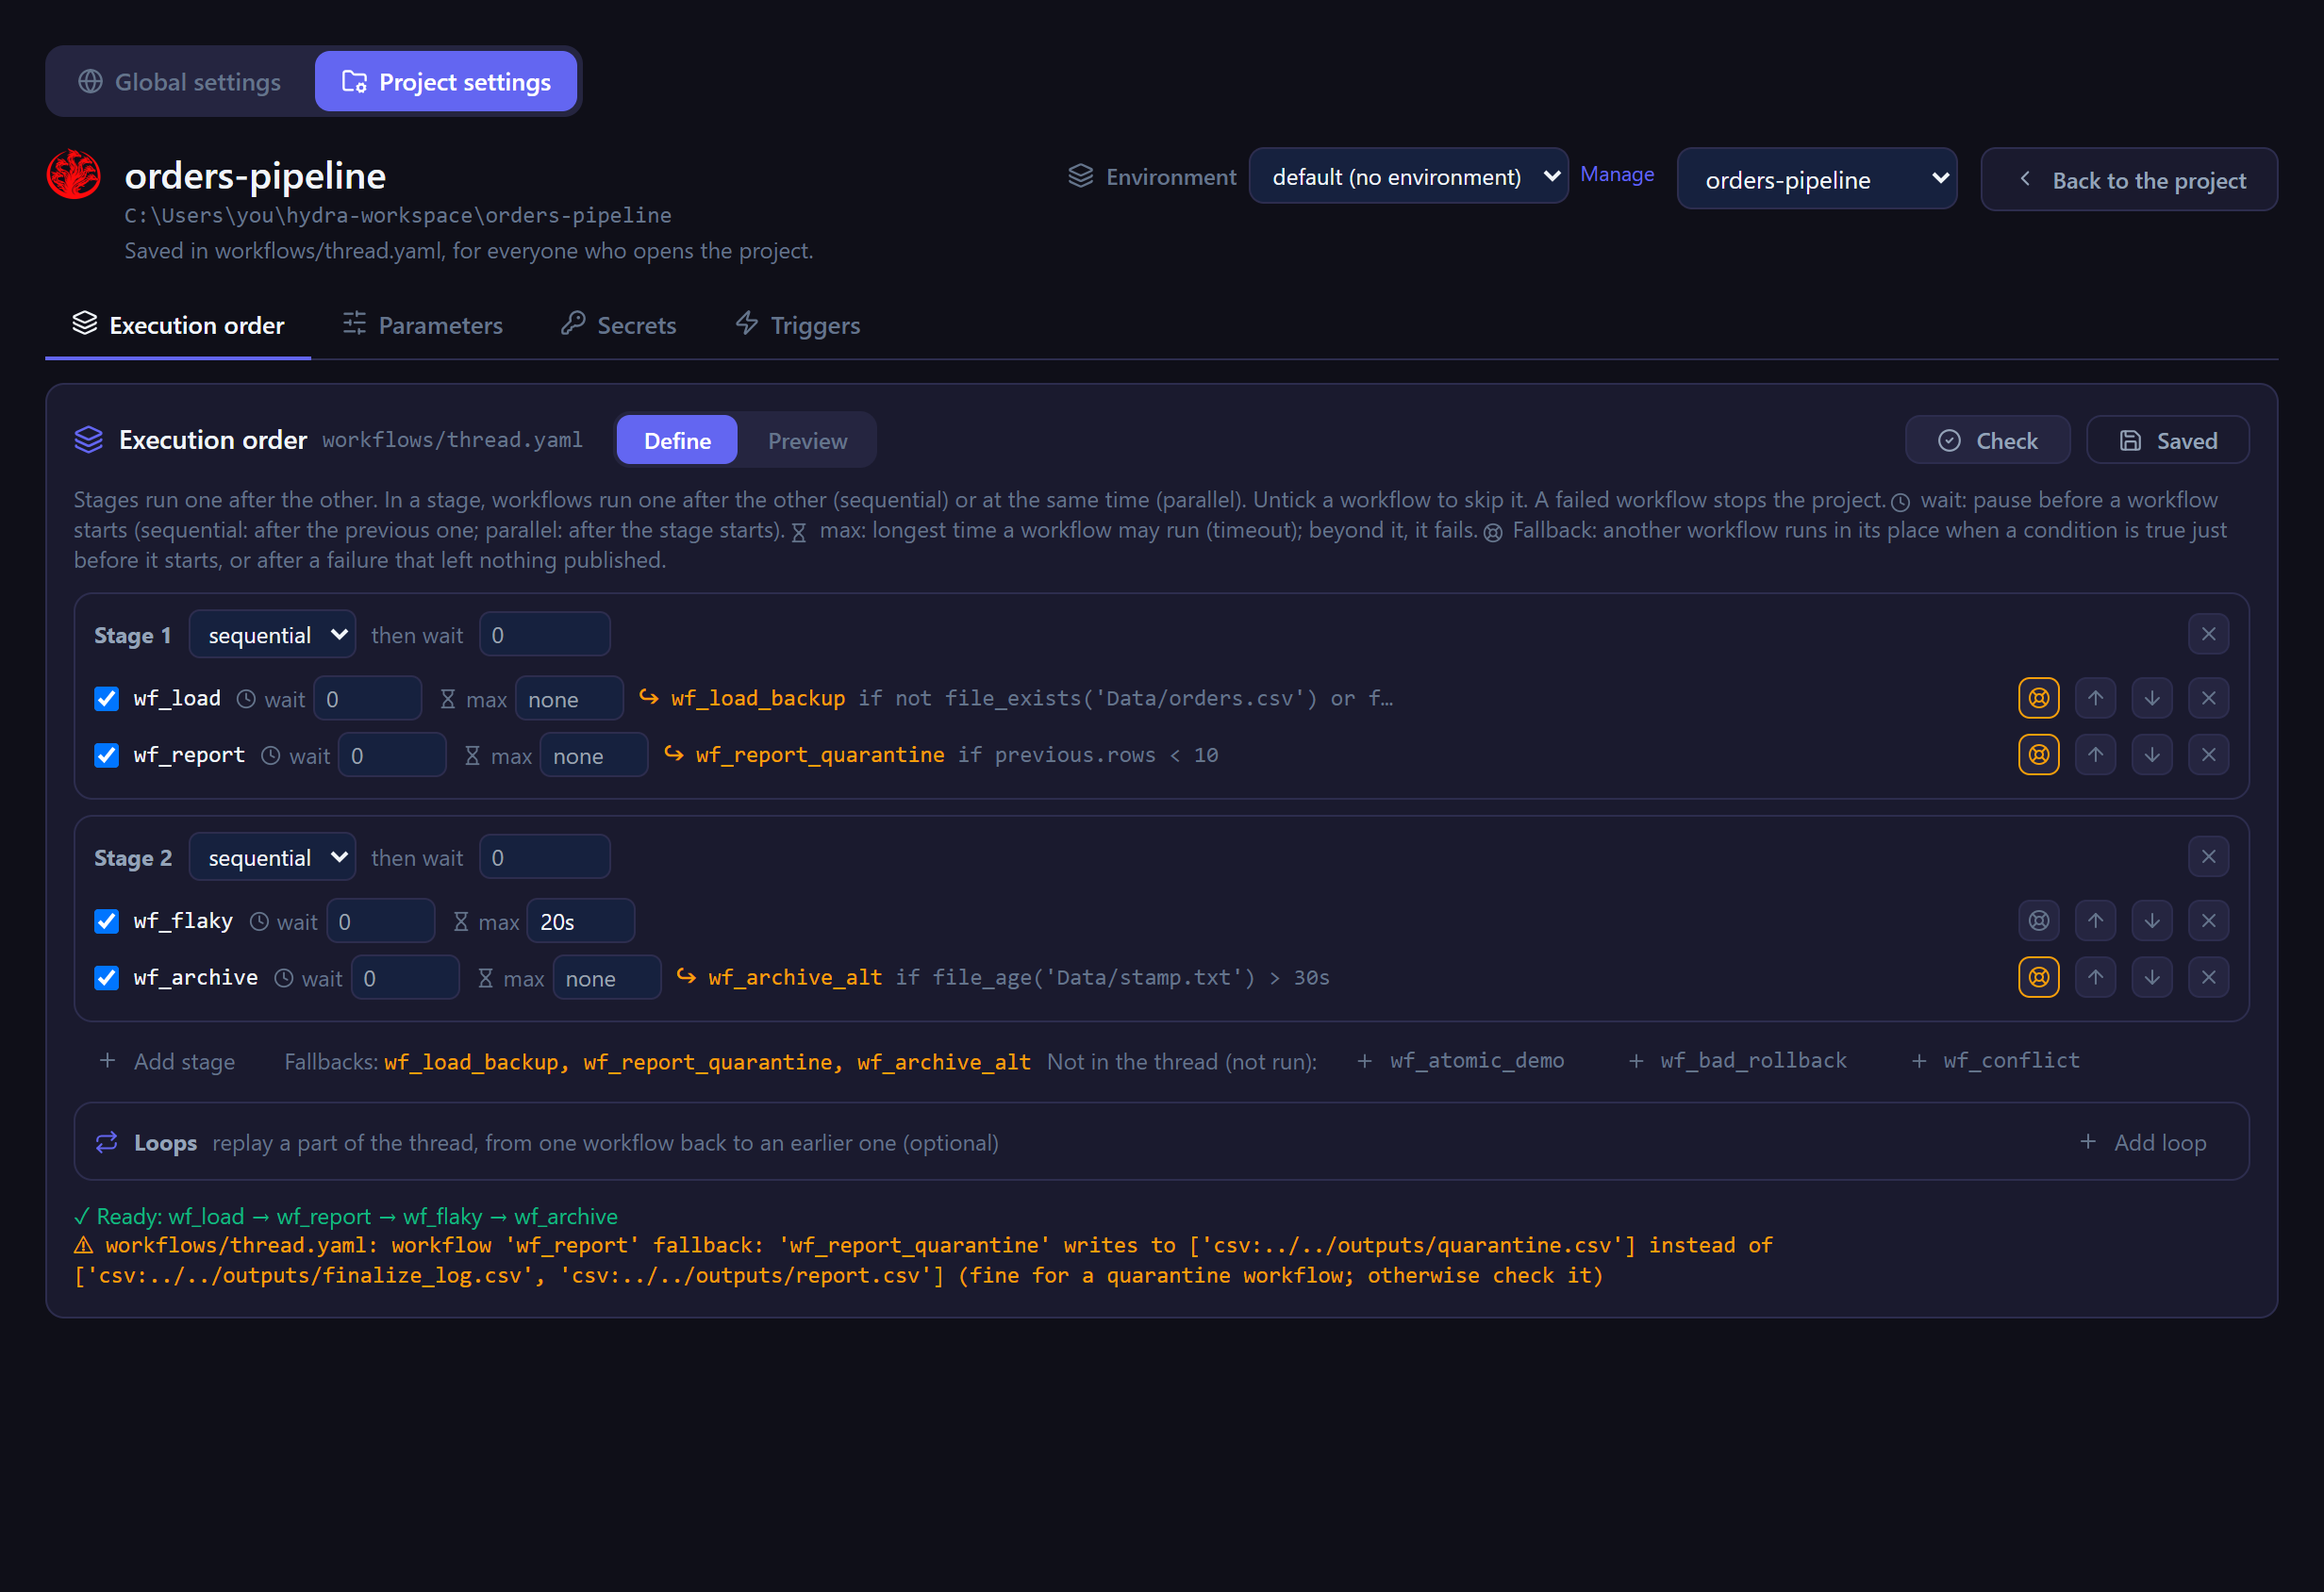 Global settings
Project settings
orders-pipeline
C:\Users\you\hydra-workspace\orders-pipeline
Saved in workflows/thread.yaml, for everyone who opens the project.
Environment default (no environment) Manage orders-pipeline Back to the project
Execution order Parameters Secrets Triggers
Execution order workflows/thread.yaml Define Preview Check Saved
Stages run one after the other. In a stage, workflows run one after the other (sequential) or at the same time (parallel). Untick a workflow to skip it. A failed workflow stops the project. wait: pause before a workflow
starts (sequential: after the previous one; parallel: after the stage starts). max: longest time a workflow may run (timeout); beyond it, it fails. Fallback: another workflow runs in its place when a condition is true just
before it starts, or after a failure that left nothing published.
Stage 1 sequential then wait 0
wf_load wait 0 max none ↪ wf_load_backup if not file_exists('Data/orders.csv') or f…
wf_report wait 0 max none ↪ wf_report_quarantine if previous.rows < 10
Stage 2 sequential then wait 0
wf_flaky wait 0 max 20s
wf_archive wait 0 max none ↪ wf_archive_alt if file_age('Data/stamp.txt') > 30s
+ Add stage Fallbacks: wf_load_backup, wf_report_quarantine, wf_archive_alt Not in the thread (not run): + wf_atomic_demo + wf_bad_rollback + wf_conflict
Loops replay a part of the thread, from one workflow back to an earlier one (optional) + Add loop
✓ Ready: wf_load → wf_report → wf_flaky → wf_archive
⚠ workflows/thread.yaml: workflow 'wf_report' fallback: 'wf_report_quarantine' writes to ['csv:../../outputs/quarantine.csv'] instead of
['csv:../../outputs/finalize_log.csv', 'csv:../../outputs/report.csv'] (fine for a quarantine workflow; otherwise check it)